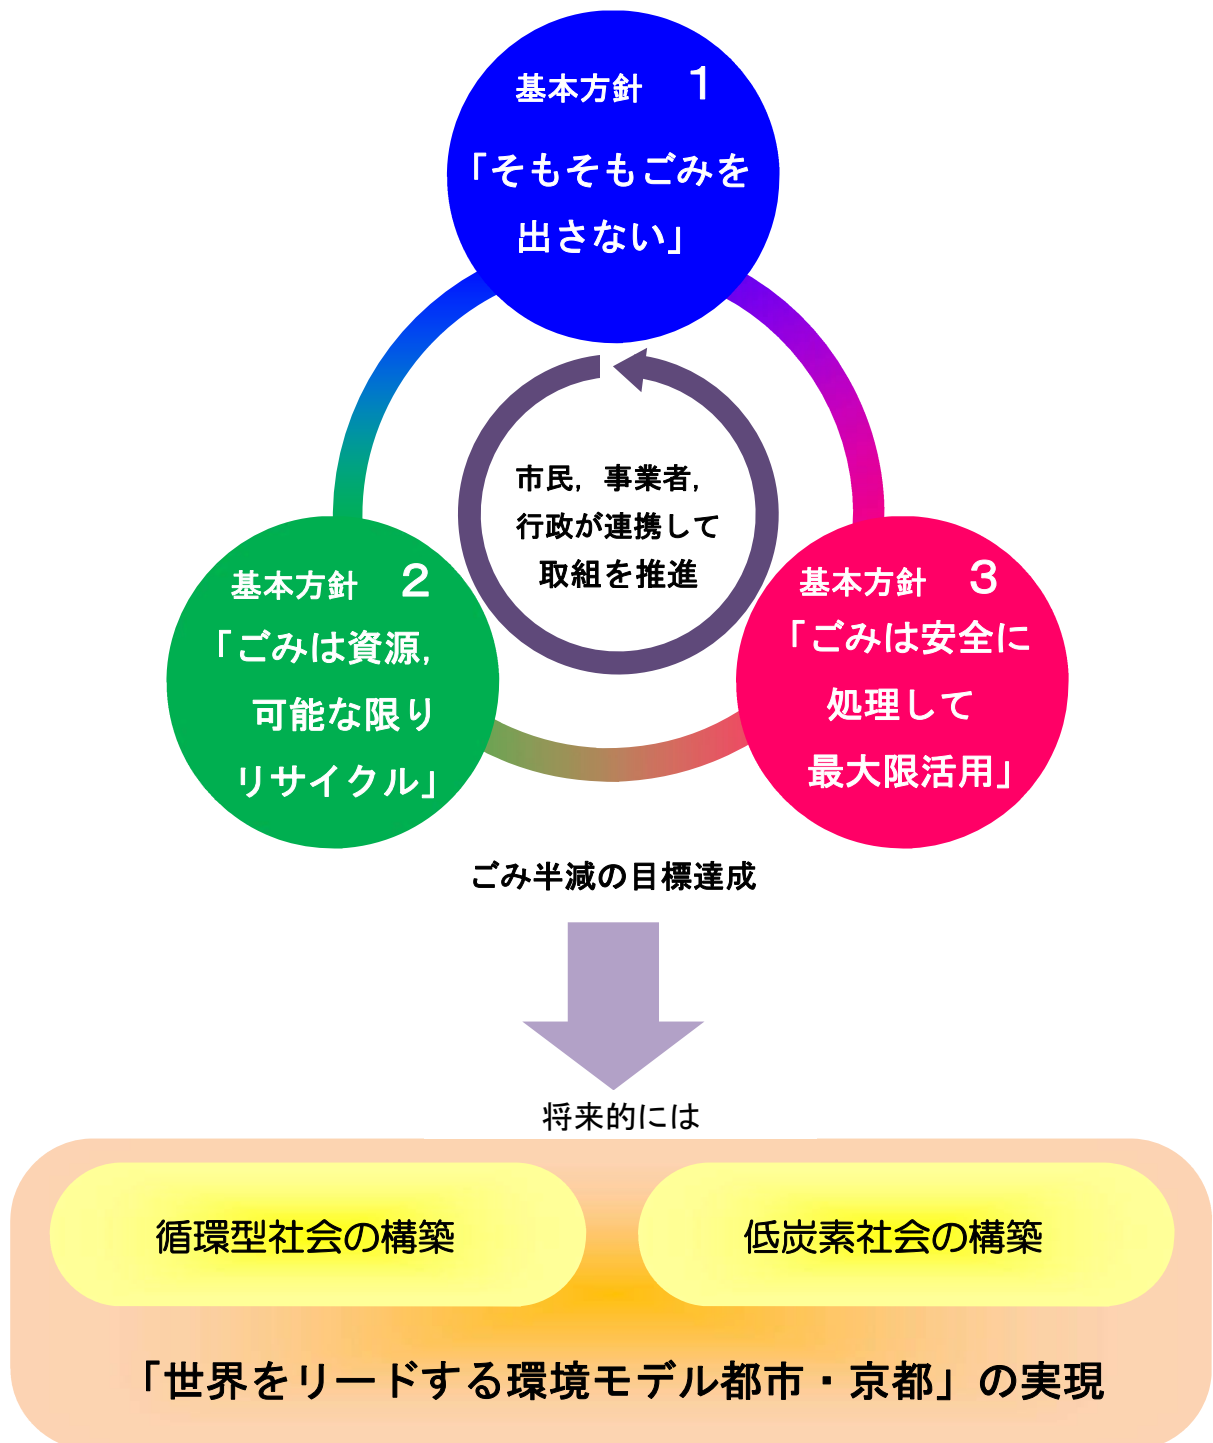 基本方針　１
「そもそもごみを
出さない」
市民，事業者，
行政が連携して
取組を推進
基本方針　２
「ごみは資源，
可能な限り
リサイクル」
基本方針　３
「ごみは安全に
処理して
最大限活用」
ごみ半減の目標達成
将来的には
循環型社会の構築
低炭素社会の構築
「世界をリードする環境モデル都市・京都」の実現